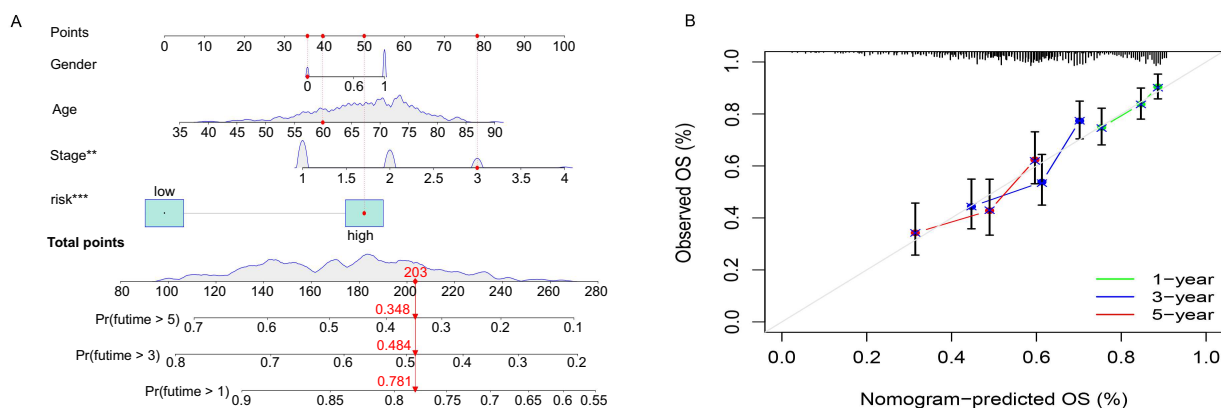 A
Points
0 10 20 30 40 50 60 70 80 90 100
Gender
0 0.6 1
Age
35 40 45 50 55 60 65 70 75 80 85 90
Stage**
1 1.5 2 2.5 3 3.5 4
risk***
low
high
Total points
203
80 100 120 140 160 180 200 220 240 260 280
0.348
Pr(futime > 5)
0.7 0.6 0.5 0.4 0.3 0.2 0.1
0.484
Pr(futime > 3)
0.8 0.7 0.6 0.5 0.4 0.3 0.2
0.781
Pr(futime > 1)
0.9 0.85 0.8 0.75 0.7 0.65 0.6 0.55
B
Observed OS (%)
1.0
0.8
0.6
0.4
0.2
0.0
1-year
3-year
5-year
0.0 0.2 0.4 0.6 0.8 1.0
Nomogram-predicted OS (%)